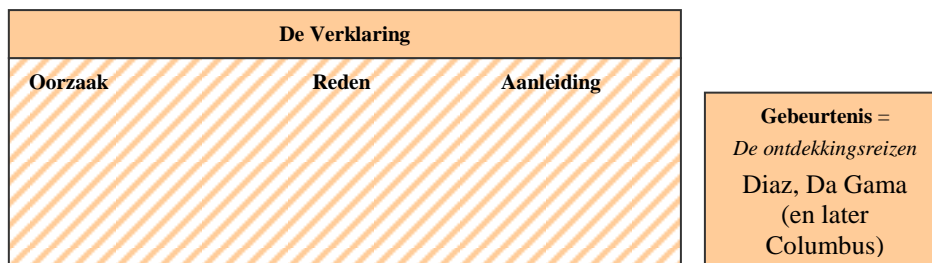 De Verklaring
Oorzaak Reden Aanleiding
Gebeurtenis =
De ontdekkingsreizen
Diaz, Da Gama
(en later
Columbus)